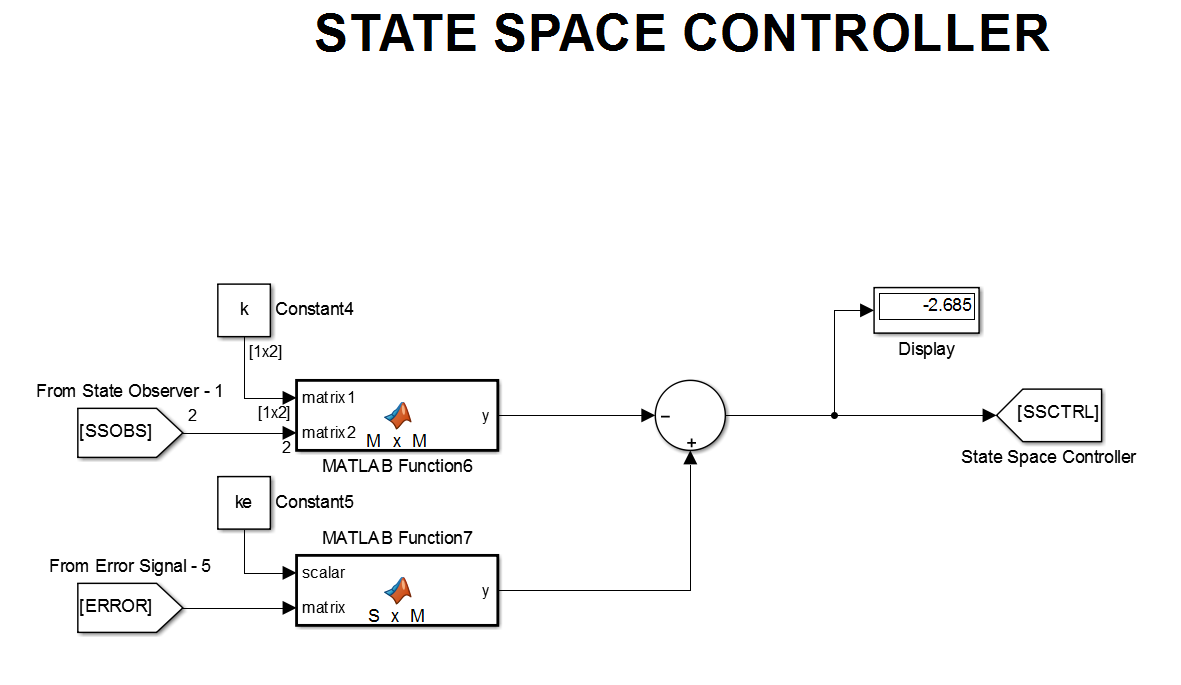 STATE SPACE CONTROLLER
k
Constant4
-2.685
Display
[1x2]
From State Observer - 1
[SSOBS]
2
[1x2]
2
matrix1
matrix2
M x M
y
MATLAB Function6
−
+
[SSCTRL]
State Space Controller
ke
Constant5
MATLAB Function7
From Error Signal - 5
[ERROR]
scalar
matrix
S x M
y